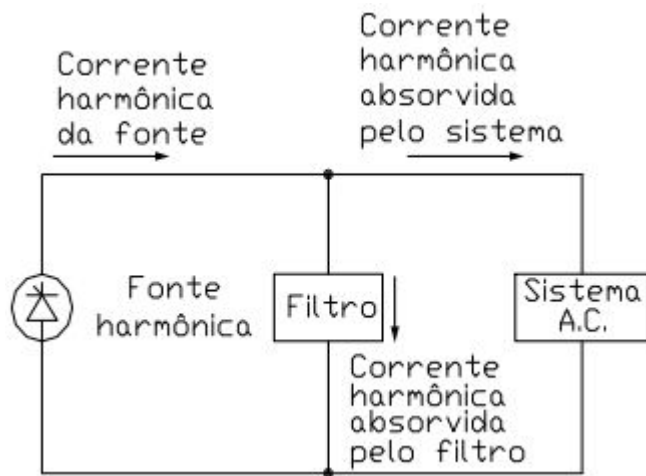 Corrente
harmônica
da fonte
Corrente
harmônica
absorvida
pelo sistema
Fonte
harmônica
Filtro
Sistema
A.C.
Corrente
harmônica
absorvida
pelo filtro